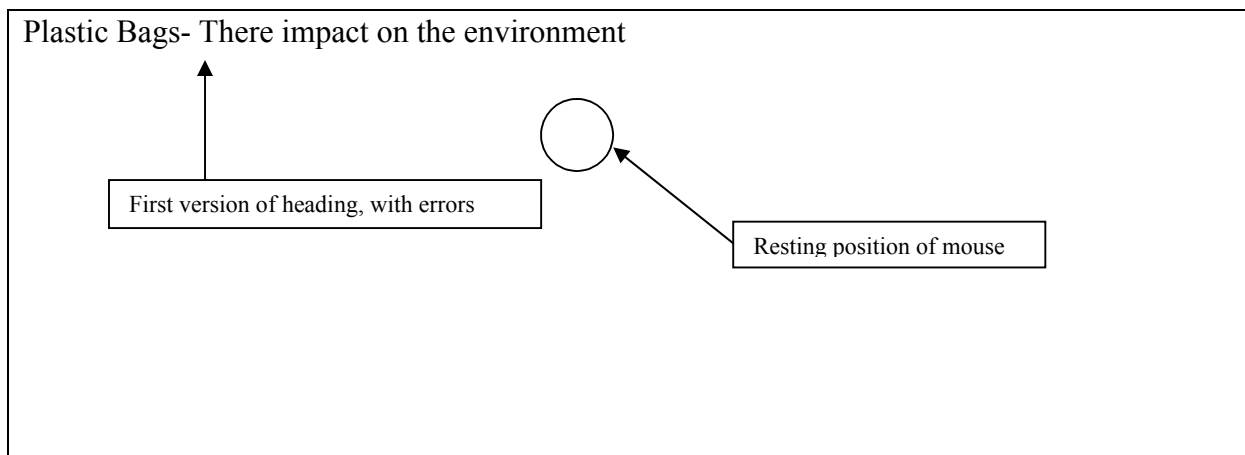 Plastic Bags- There impact on the environment
First version of heading, with errors
Resting position of mouse